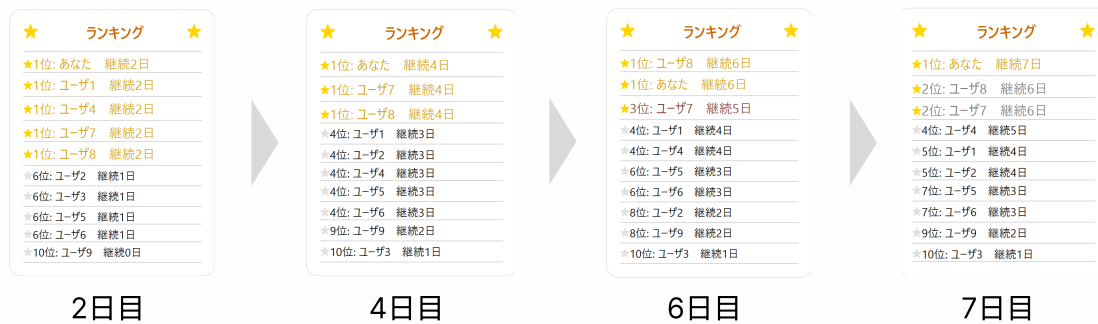 ランキング
1位: あなた 継続2日
1位: ユーザ1 継続2日
1位: ユーザ4 継続2日
1位: ユーザ7 継続2日
1位: ユーザ8 継続2日
6位: ユーザ2 継続1日
6位: ユーザ3 継続1日
6位: ユーザ5 継続1日
6位: ユーザ6 継続1日
10位: ユーザ9 継続0日
2日目
ランキング
1位: あなた 継続4日
1位: ユーザ7 継続4日
1位: ユーザ8 継続4日
4位: ユーザ1 継続3日
4位: ユーザ2 継続3日
4位: ユーザ4 継続3日
4位: ユーザ5 継続3日
4位: ユーザ6 継続3日
9位: ユーザ9 継続2日
10位: ユーザ3 継続1日
4日目
ランキング
1位: ユーザ8 継続6日
1位: あなた 継続6日
3位: ユーザ7 継続5日
4位: ユーザ1 継続4日
4位: ユーザ4 継続4日
6位: ユーザ5 継続3日
6位: ユーザ6 継続3日
8位: ユーザ2 継続2日
8位: ユーザ9 継続2日
10位: ユーザ3 継続1日
6日目
ランキング
1位: あなた 継続7日
2位: ユーザ8 継続6日
2位: ユーザ7 継続6日
4位: ユーザ4 継続5日
5位: ユーザ1 継続4日
5位: ユーザ2 継続4日
7位: ユーザ5 継続3日
7位: ユーザ6 継続3日
9位: ユーザ9 継続2日
10位: ユーザ3 継続1日
7日目